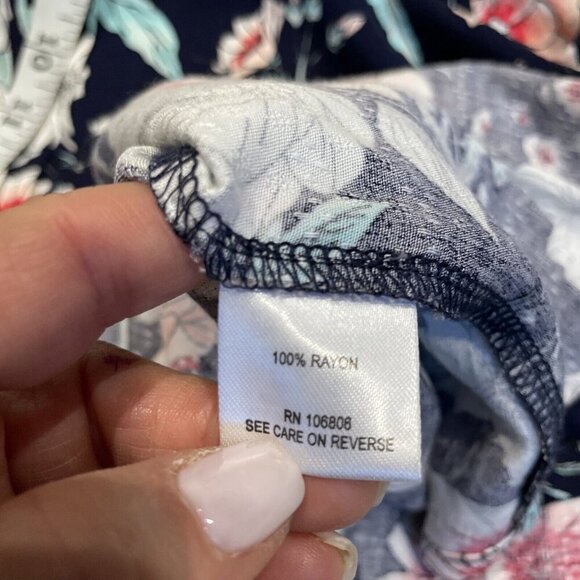 100% RAYON
RN 106806
SEE CARE ON REVERSE